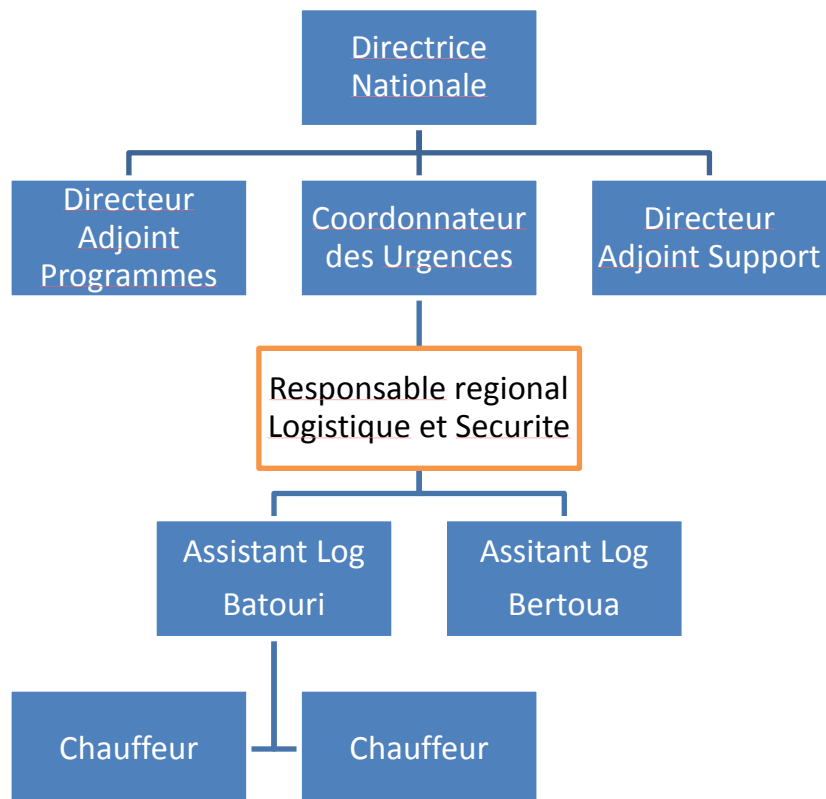 Directrice
Nationale
Directeur
Adjoint
Programmes
Coordonnateur
des Urgences
Directeur
Adjoint Support
Responsable regional
Logistique et Securite
Assistant Log
Batouri
Assitant Log
Bertoua
Chauffeur
Chauffeur